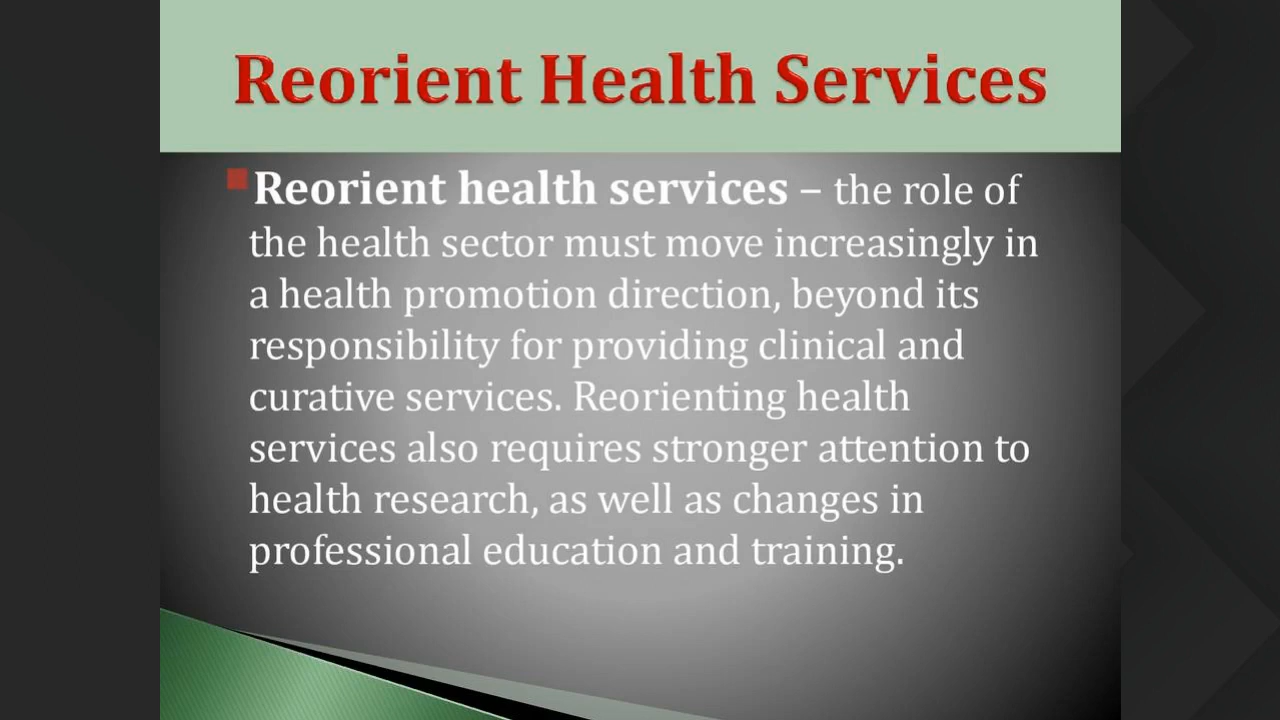 Reorient Health Services
Reorient health services – the role of
the health sector must move increasingly in
a health promotion direction, beyond its
responsibility for providing clinical and
curative services. Reorienting health
services also requires stronger attention to
health research, as well as changes in
professional education and training.